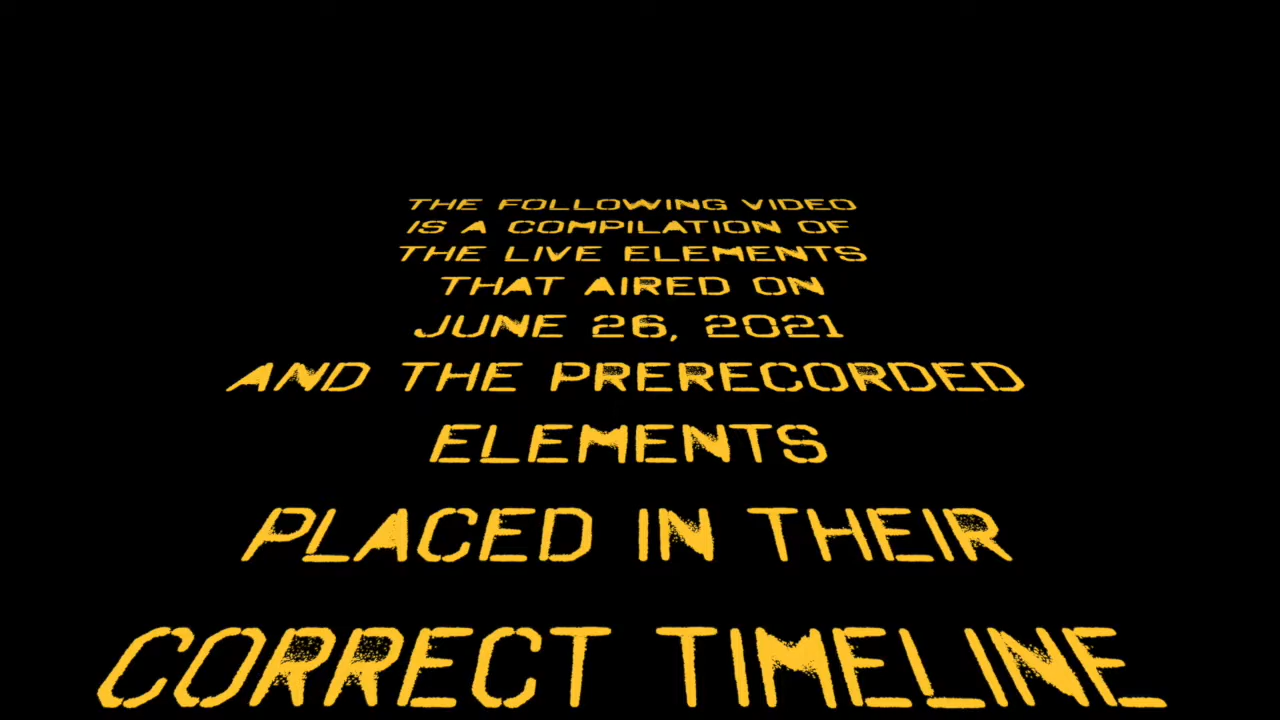 THE FOLLOWING VIDEO
IS A COMPILATION OF
THE LIVE ELEMENTS
THAT AIRED ON
JUNE 26, 2021
AND THE PRERECORDED
ELEMENTS
PLACED IN THEIR
CORRECT TIMELINE